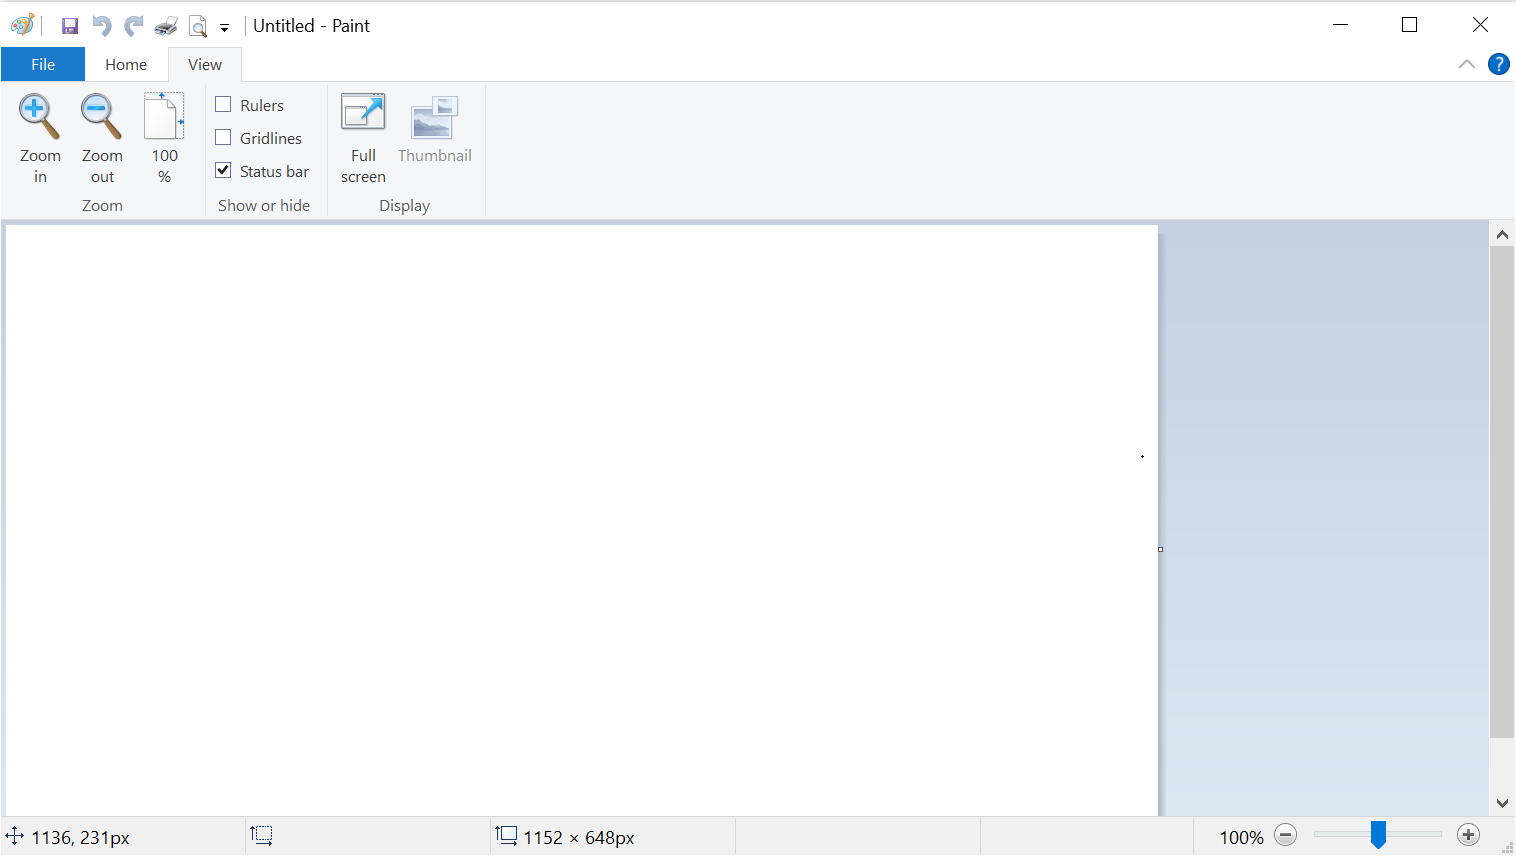 Untitled - Paint
File Home View
Zoom in
Zoom out
100 %
Zoom
Rulers
Gridlines
Status bar
Show or hide
Full screen
Thumbnail
Display
1136, 231px
1152 × 648px
100%